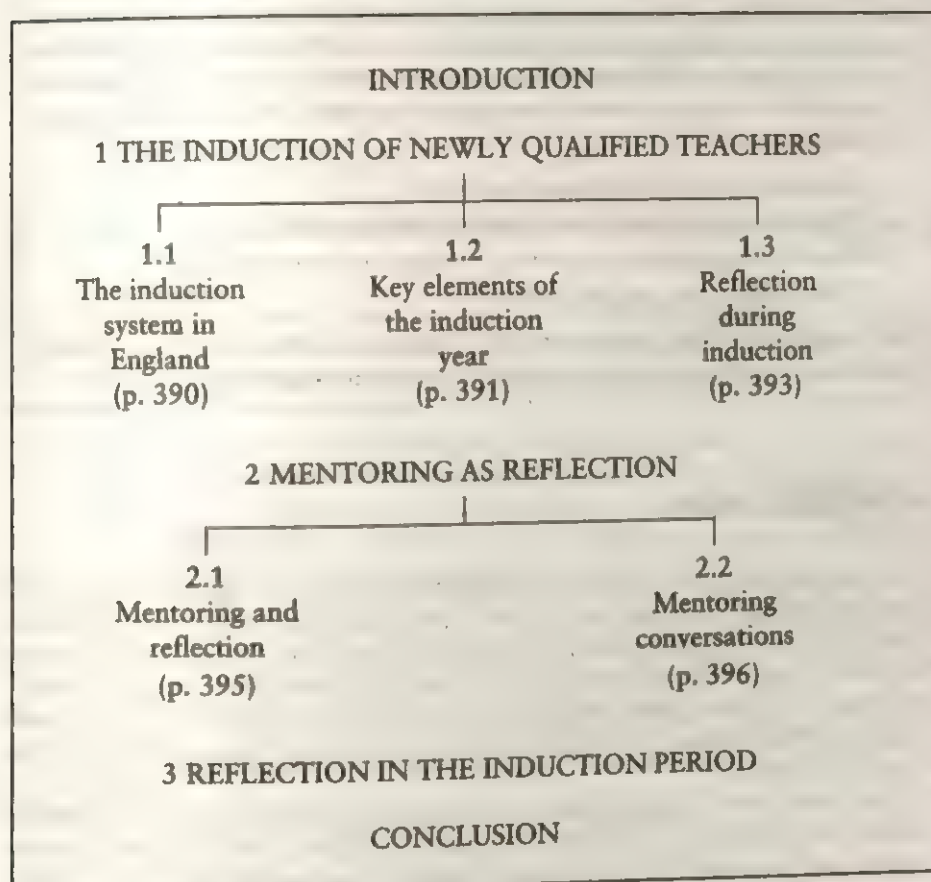 INTRODUCTION
1 THE INDUCTION OF NEWLY QUALIFIED TEACHERS
1.1
The induction
system in
England
(p. 390)
1.2
Key elements of
the induction
year
(p. 391)
1.3
Reflection
during
induction
(p. 393)
2 MENTORING AS REFLECTION
2.1
Mentoring and
reflection
(p. 395)
2.2
Mentoring
conversations
(p. 396)
3 REFLECTION IN THE INDUCTION PERIOD
CONCLUSION